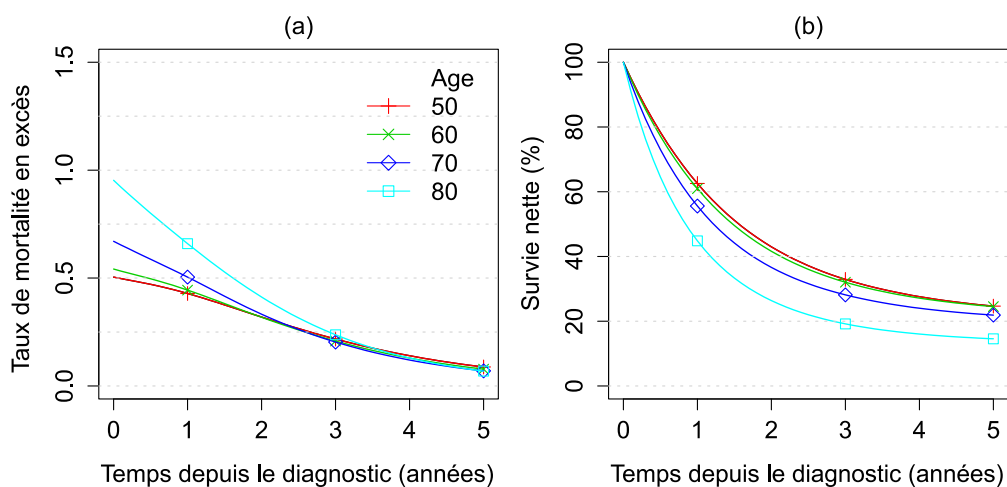 (a)
Taux de mortalité en excès
1.5
1.0
0.5
0.0
Age
50
60
70
80
0 1 2 3 4 5
Temps depuis le diagnostic (années)
(b)
Survie nette (%)
100
80
60
40
20
0
0 1 2 3 4 5
Temps depuis le diagnostic (années)